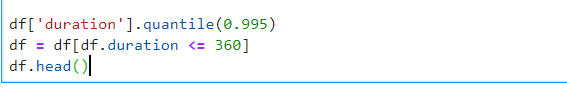 df['duration'].quantile(0.995)
df = df[df.duration <= 360]
df.head()